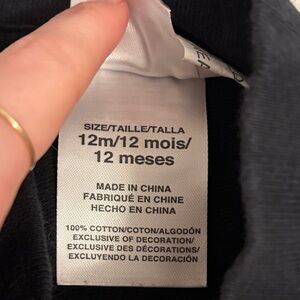 SIZE/TAILLE/TALLA
12m/12 mois/
12 meses
MADE IN CHINA
FABRIQUÉ EN CHINE
HECHO EN CHINA
100% COTTON/COTON/ALGODÓN
EXCLUSIVE OF DECORATION/
EXCLUSIVE DES DÉCORATIONS/
EXCLUYENDO LA DECORACIÓN